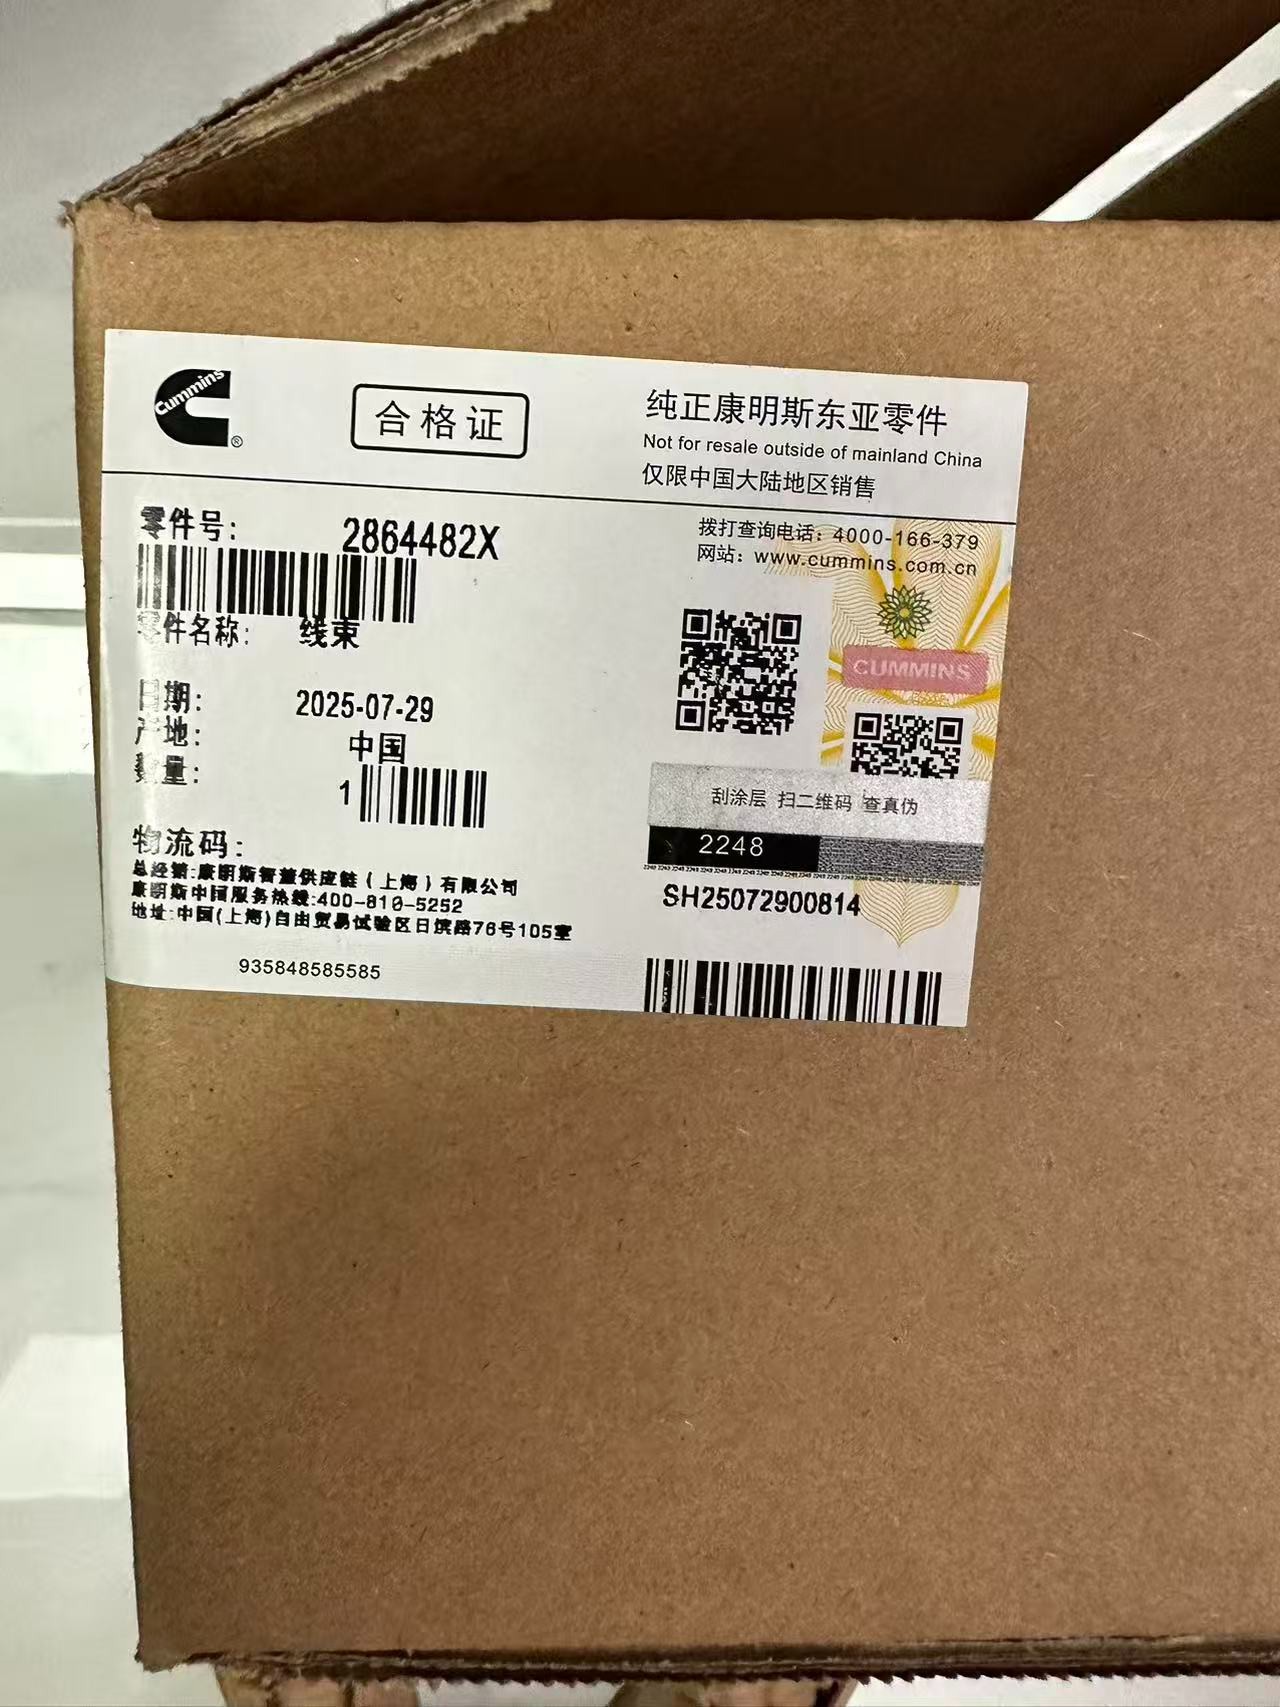 Cummins
®
合格证
纯正康明斯东亚零件
Not for resale outside of mainland China
仅限中国大陆地区销售
零件号: 2864482X
零件名称: 线束
日期: 2025-07-29
产地: 中国
数量: 1
物流码:
总经销:康明斯智慧供应链(上海)有限公司
康明斯中国服务热线:400-810-5252
地址:中国(上海)自由贸易试验区日滨路76号105室
935848585585
拨打查询电话: 4000-166-379
网站: www.cummins.com.cn
CUMMINS
刮涂层 扫二维码 查真伪
2248
SH25072900814